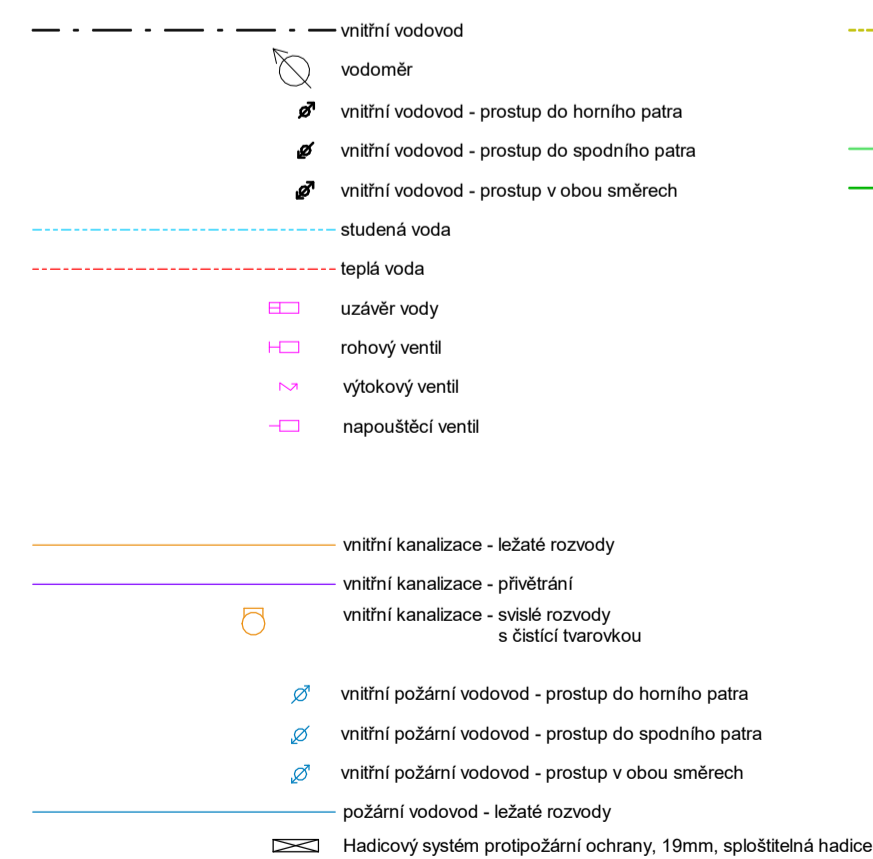 vnitřní vodovod
vodoměr
vnitřní vodovod - prostup do horního patra
vnitřní vodovod - prostup do spodního patra
vnitřní vodovod - prostup v obou směrech
studená voda
teplá voda
uzávěr vody
rohový ventil
výtokový ventil
napouštěcí ventil
vnitřní kanalizace - ležaté rozvody
vnitřní kanalizace - přivětrání
vnitřní kanalizace - svislé rozvody
s čistící tvarovkou
vnitřní požární vodovod - prostup do horního patra
vnitřní požární vodovod - prostup do spodního patra
vnitřní požární vodovod - prostup v obou směrech
požární vodovod - ležaté rozvody
Hadicový systém protipožární ochrany, 19mm, sploštitelná hadice